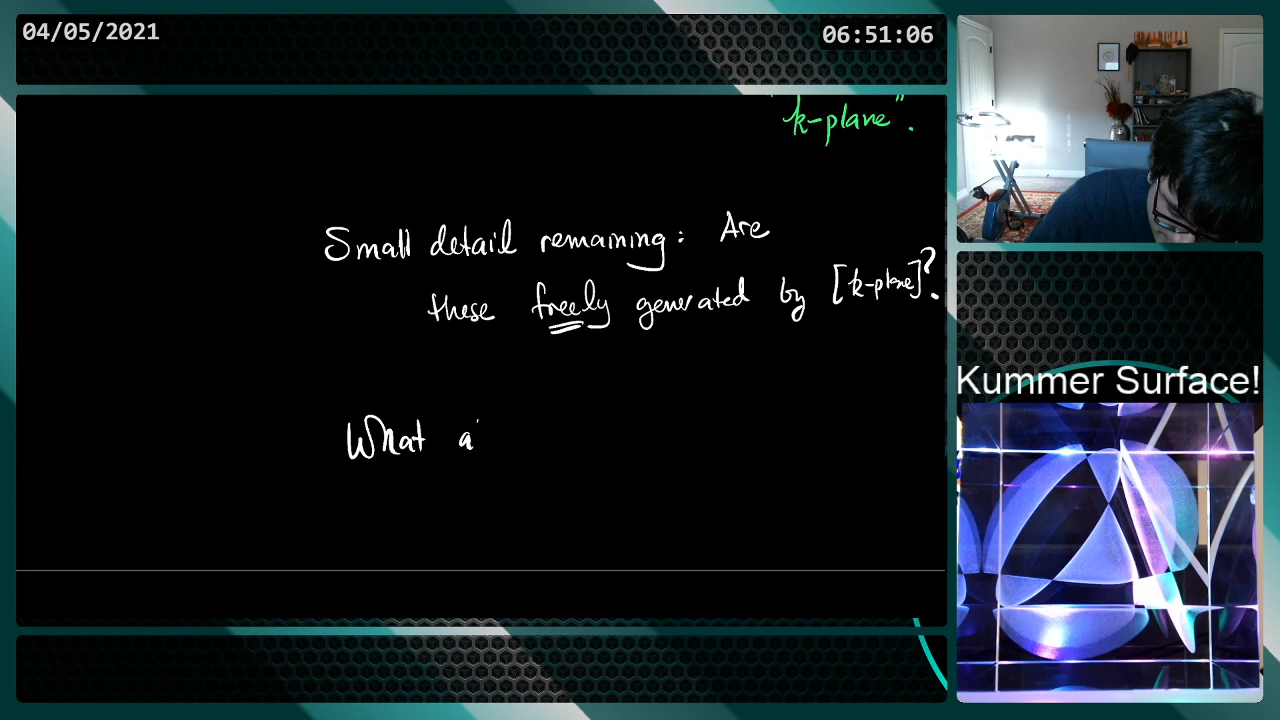 04/05/2021
06:51:06
"k-plane".
Small detail remaining: Are
these freely generated by [k-plane]?
What a
Kummer Surface!